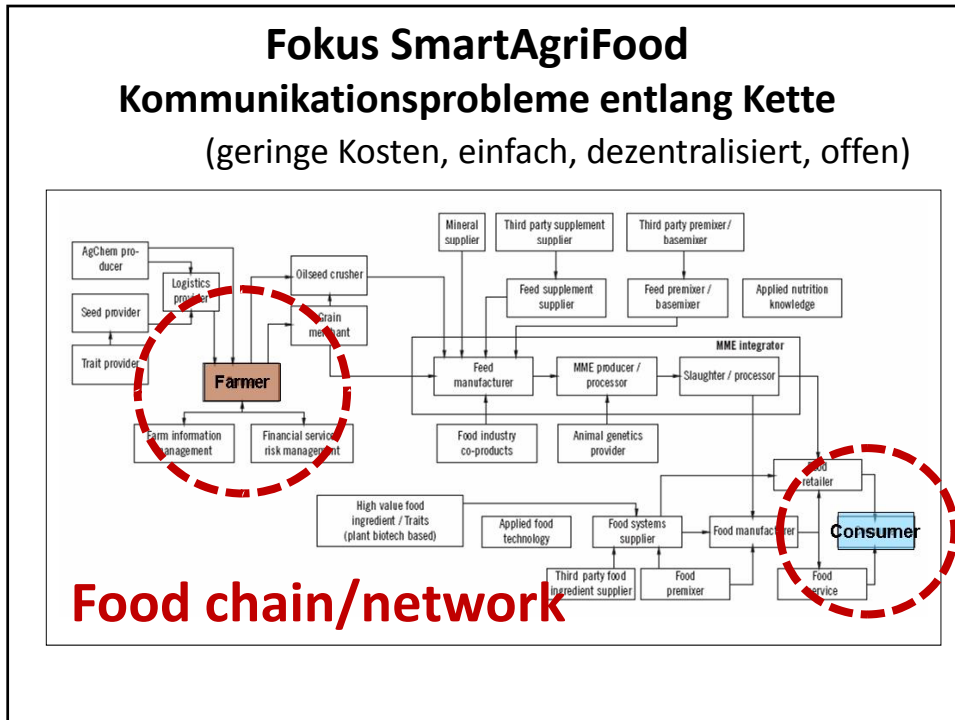 Fokus SmartAgriFood
Kommunikationsprobleme entlang Kette
(geringe Kosten, einfach, dezentralisiert, offen)
Mineral
supplier
Third party supplement
supplier
Third party premixer/
basemixer
AgChem pro-
ducer
Logistics
provider
Oilseed crusher
Feed supplement
supplier
Feed premixer /
basemixer
Applied nutrition
knowledge
Seed provider
Grain
merchant
MME integrator
Trait provider
Farmer
Feed
manufacturer
MME producer /
processor
Slaughter / processor
Farm information
management
Financial service/
risk management
Food industry
co-products
Animal genetics
provider
Food
retailer
High value food
ingredient / Traits
(plant biotech based)
Applied food
technology
Food systems
supplier
Food manufacturer
Consumer
Third party food
ingredient supplier
Food
premixer
Food
service
Food chain/network